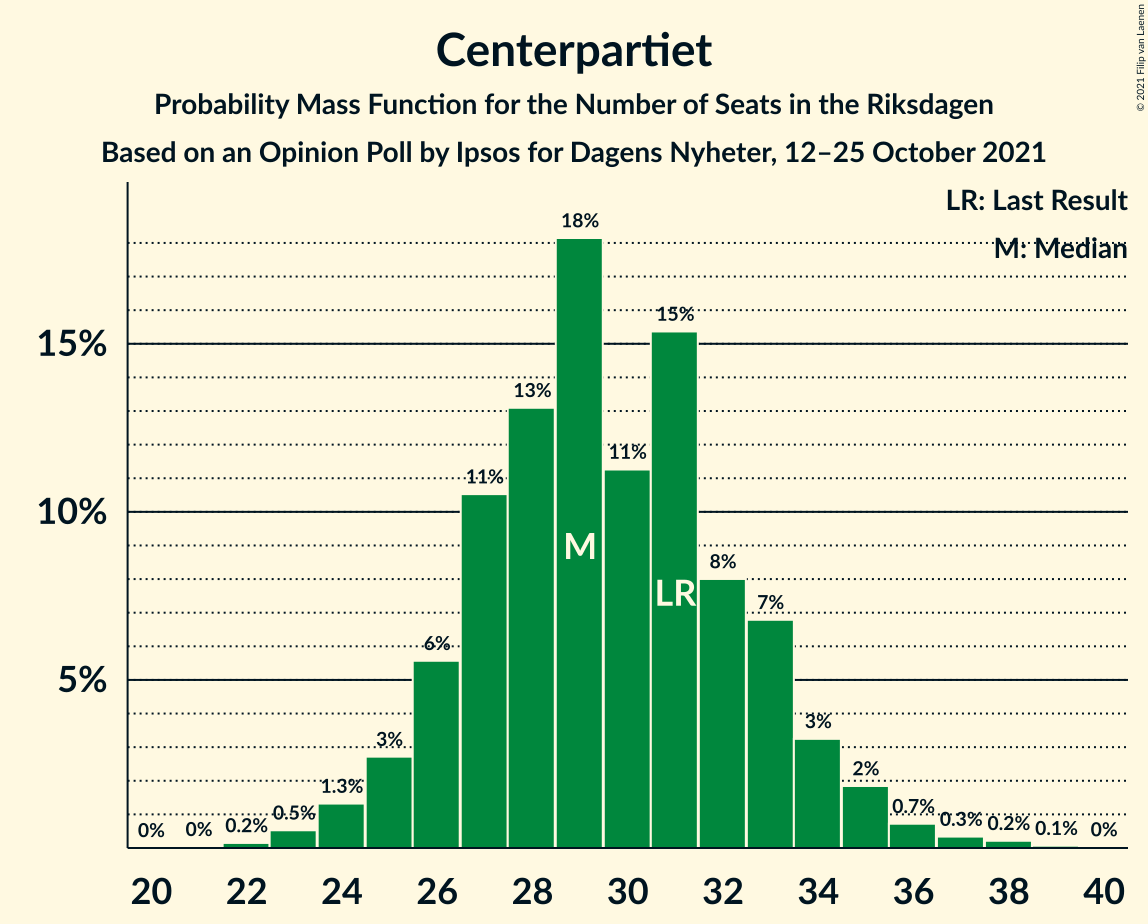 Centerpartiet
Probability Mass Function for the Number of Seats in the Riksdagen
Based on an Opinion Poll by Ipsos for Dagens Nyheter, 12–25 October 2021
© 2021 Filip van Laenen
LR: Last Result
M: Median
18%
15%
15%
13%
11%
11%
10%
M
8%
LR
7%
6%
5%
3%
3%
2%
1.3%
0.7%
0.5%
0.3%
0.2%
0.2%
0.1%
0%
0%
0%
20 22 24 26 28 30 32 34 36 38 40